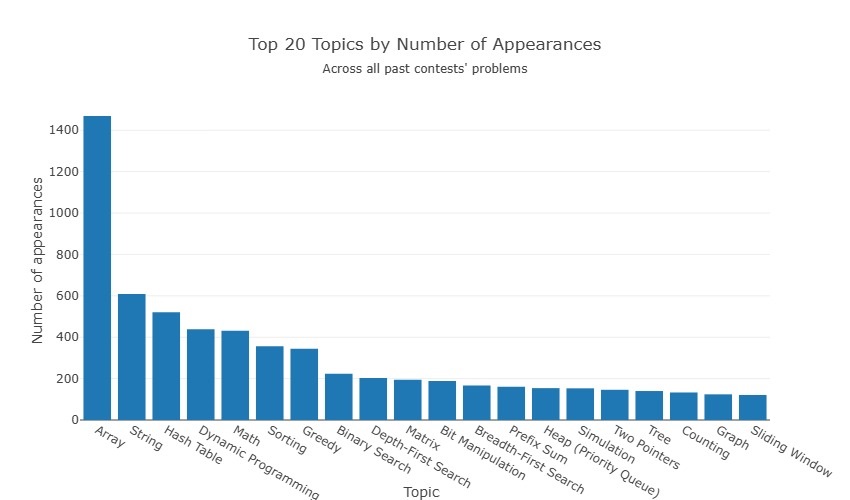 Top 20 Topics by Number of Appearances
Across all past contests' problems
Number of appearances
1400
1200
1000
800
600
400
200
0
Array
String
Hash Table
Dynamic Programming
Math
Sorting
Greedy
Binary Search
Depth-First Search
Matrix
Bit Manipulation
Breadth-First Search
Prefix Sum
Heap (Priority Queue)
Simulation
Two Pointers
Tree
Counting
Graph
Sliding Window
Topic